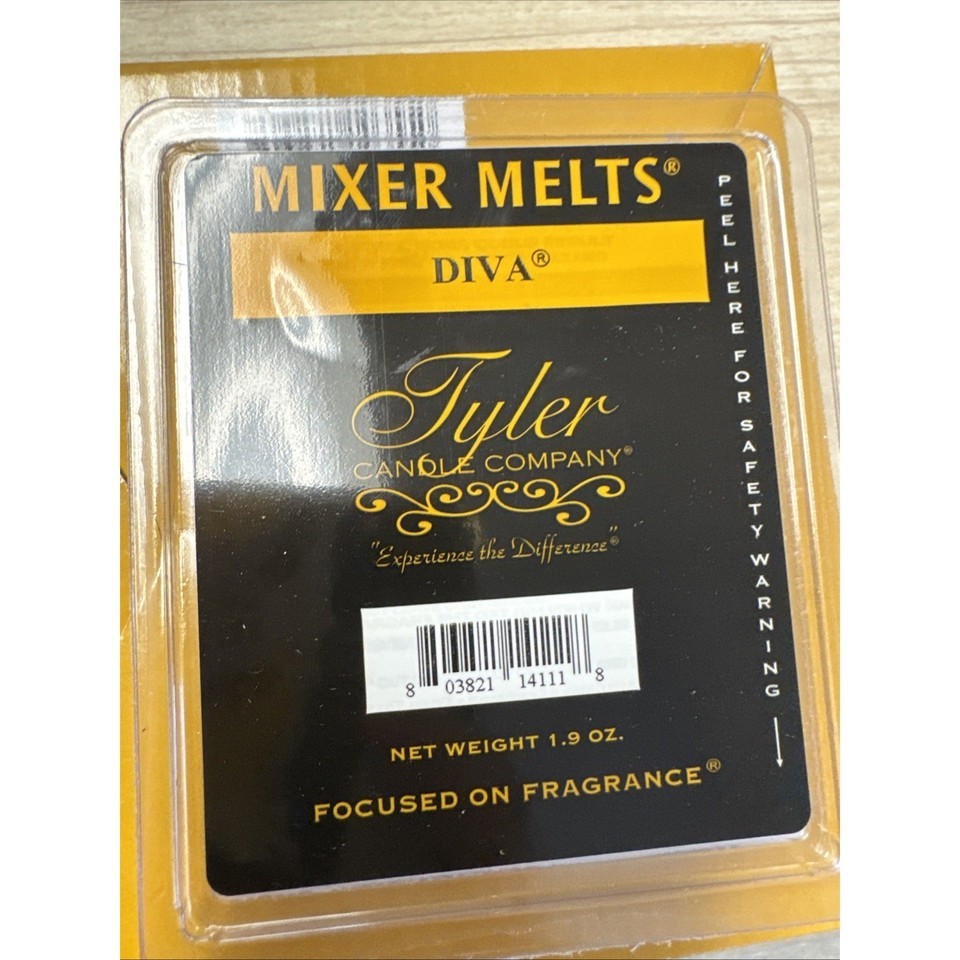 MIXER MELTS®
DIVA®
Tyler
CANDLE COMPANY®
"Experience the Difference"®
8 03821 14111 8
NET WEIGHT 1.9 OZ.
FOCUSED ON FRAGRANCE®
PEEL HERE FOR SAFETY WARNING